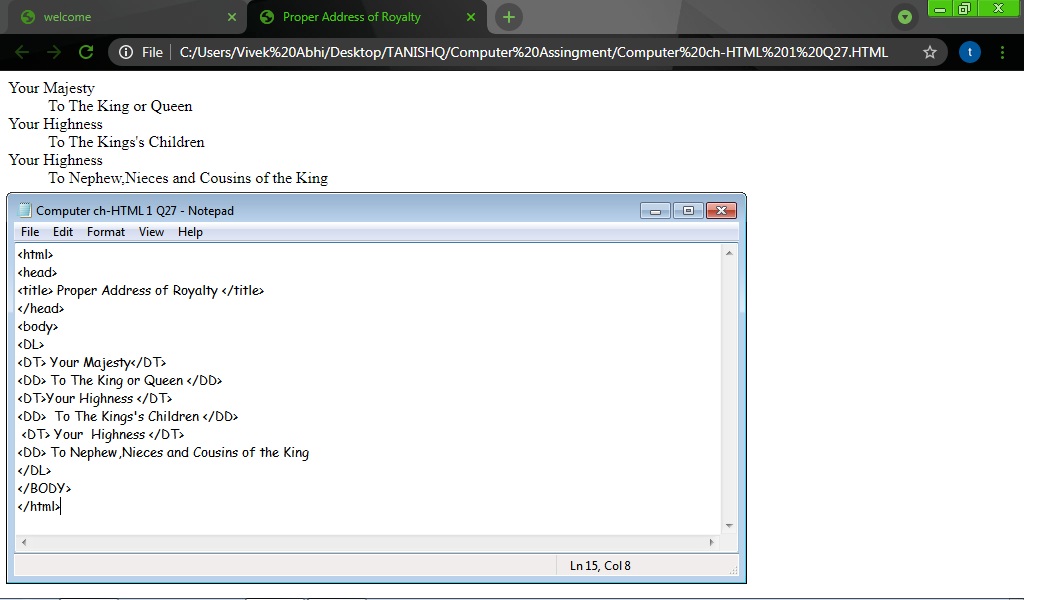 welcome
Proper Address of Royalty
t
File C:/Users/Vivek%20Abhi/Desktop/TANISHQ/Computer%20Assingment/Computer%20ch-HTML%201%20Q27.HTML
Your Majesty
To The King or Queen
Your Highness
To The Kings's Children
Your Highness
To Nephew,Nieces and Cousins of the King
Computer ch-HTML 1 Q27 - Notepad
File Edit Format View Help
<html>
<head>
<title> Proper Address of Royalty </title>
</head>
<body>
<DL>
<DT> Your Majesty</DT>
<DD> To The King or Queen </DD>
<DT>Your Highness </DT>
<DD>  To The Kings's Children </DD>
<DT> Your  Highness </DT>
<DD> To Nephew,Nieces and Cousins of the King
</DL>
</BODY>
</html>
Ln 15, Col 8